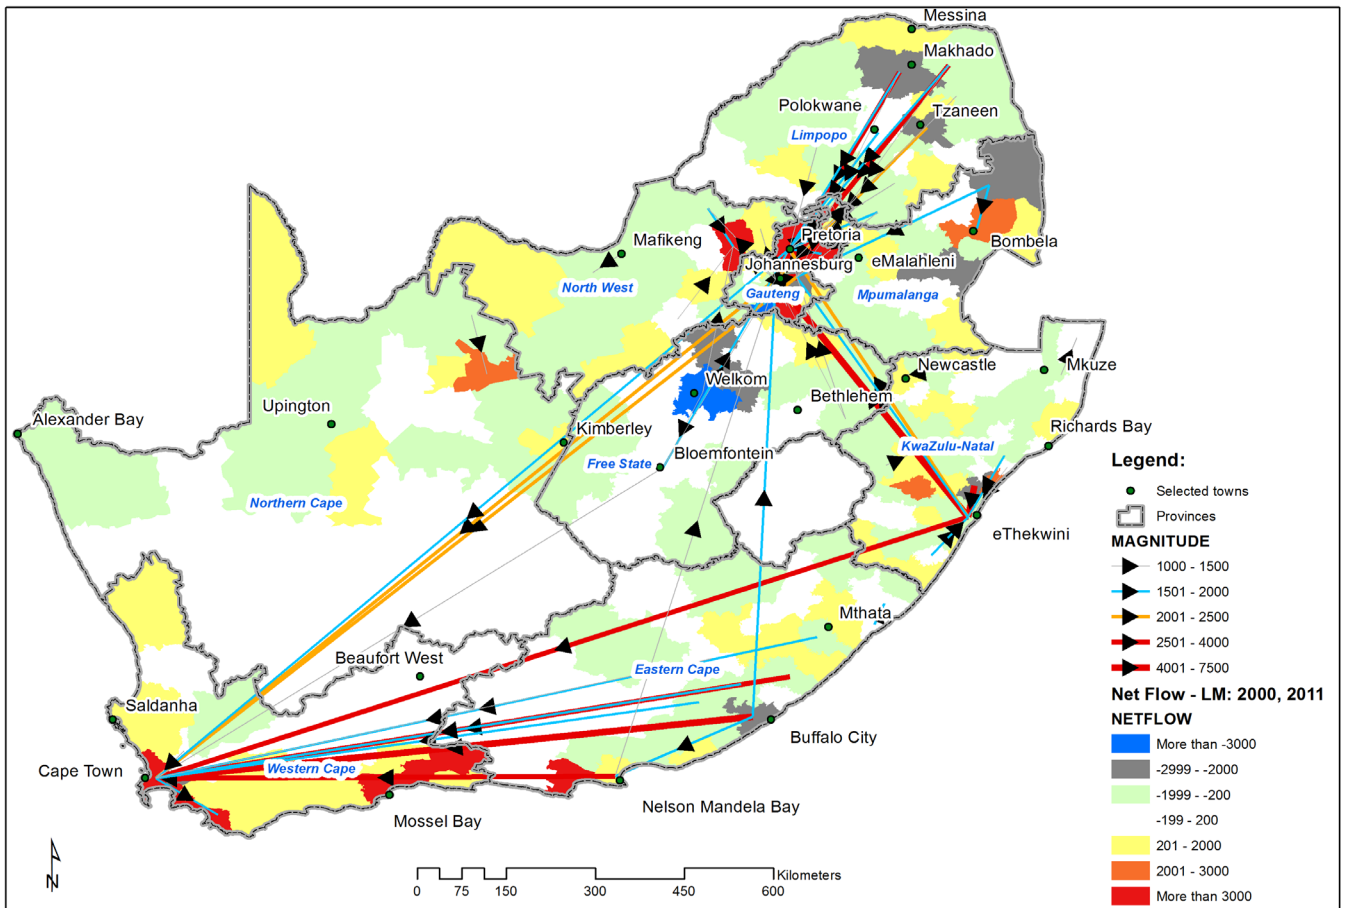 Messina
Makhado
Polokwane
Tzaneen
Limpopo
Pretoria
Mafikeng
Bombela
Johannesburg
eMalahleni
North West
Gauteng
Mpumalanga
Newcastle
Mkuze
Welkom
Bethlehem
Upington
Alexander Bay
Kimberley
Richards Bay
KwaZulu-Natal
Bloemfontein
Free State
Northern Cape
eThekwini
Mthata
Beaufort West
Eastern Cape
Saldanha
Buffalo City
Cape Town
Western Cape
Nelson Mandela Bay
Mossel Bay
Legend:
Selected towns
Provinces
MAGNITUDE
1000 - 1500
1501 - 2000
2001 - 2500
2501 - 4000
4001 - 7500
Net Flow - LM: 2000, 2011
NETFLOW
More than -3000
-2999 - -2000
-1999 - -200
-199 - 200
201 - 2000
2001 - 3000
More than 3000
N
Kilometers
0 75 150 300 450 600